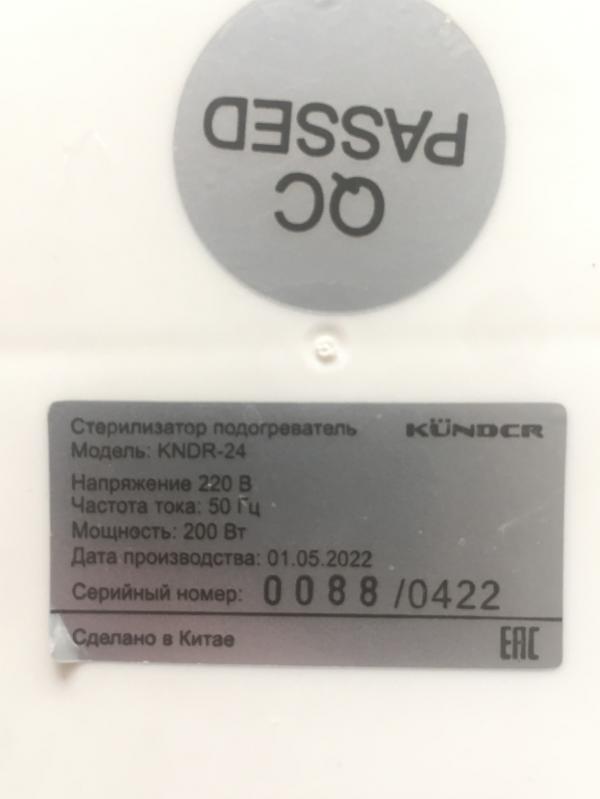 QC
PASSED
Стерилизатор подогреватель KÜNDER
Модель: KNDR-24
Напряжение 220 В
Частота тока: 50 Гц
Мощность: 200 Вт
Дата производства: 01.05.2022
Серийный номер: 0088/0422
Сделано в Китае EAC